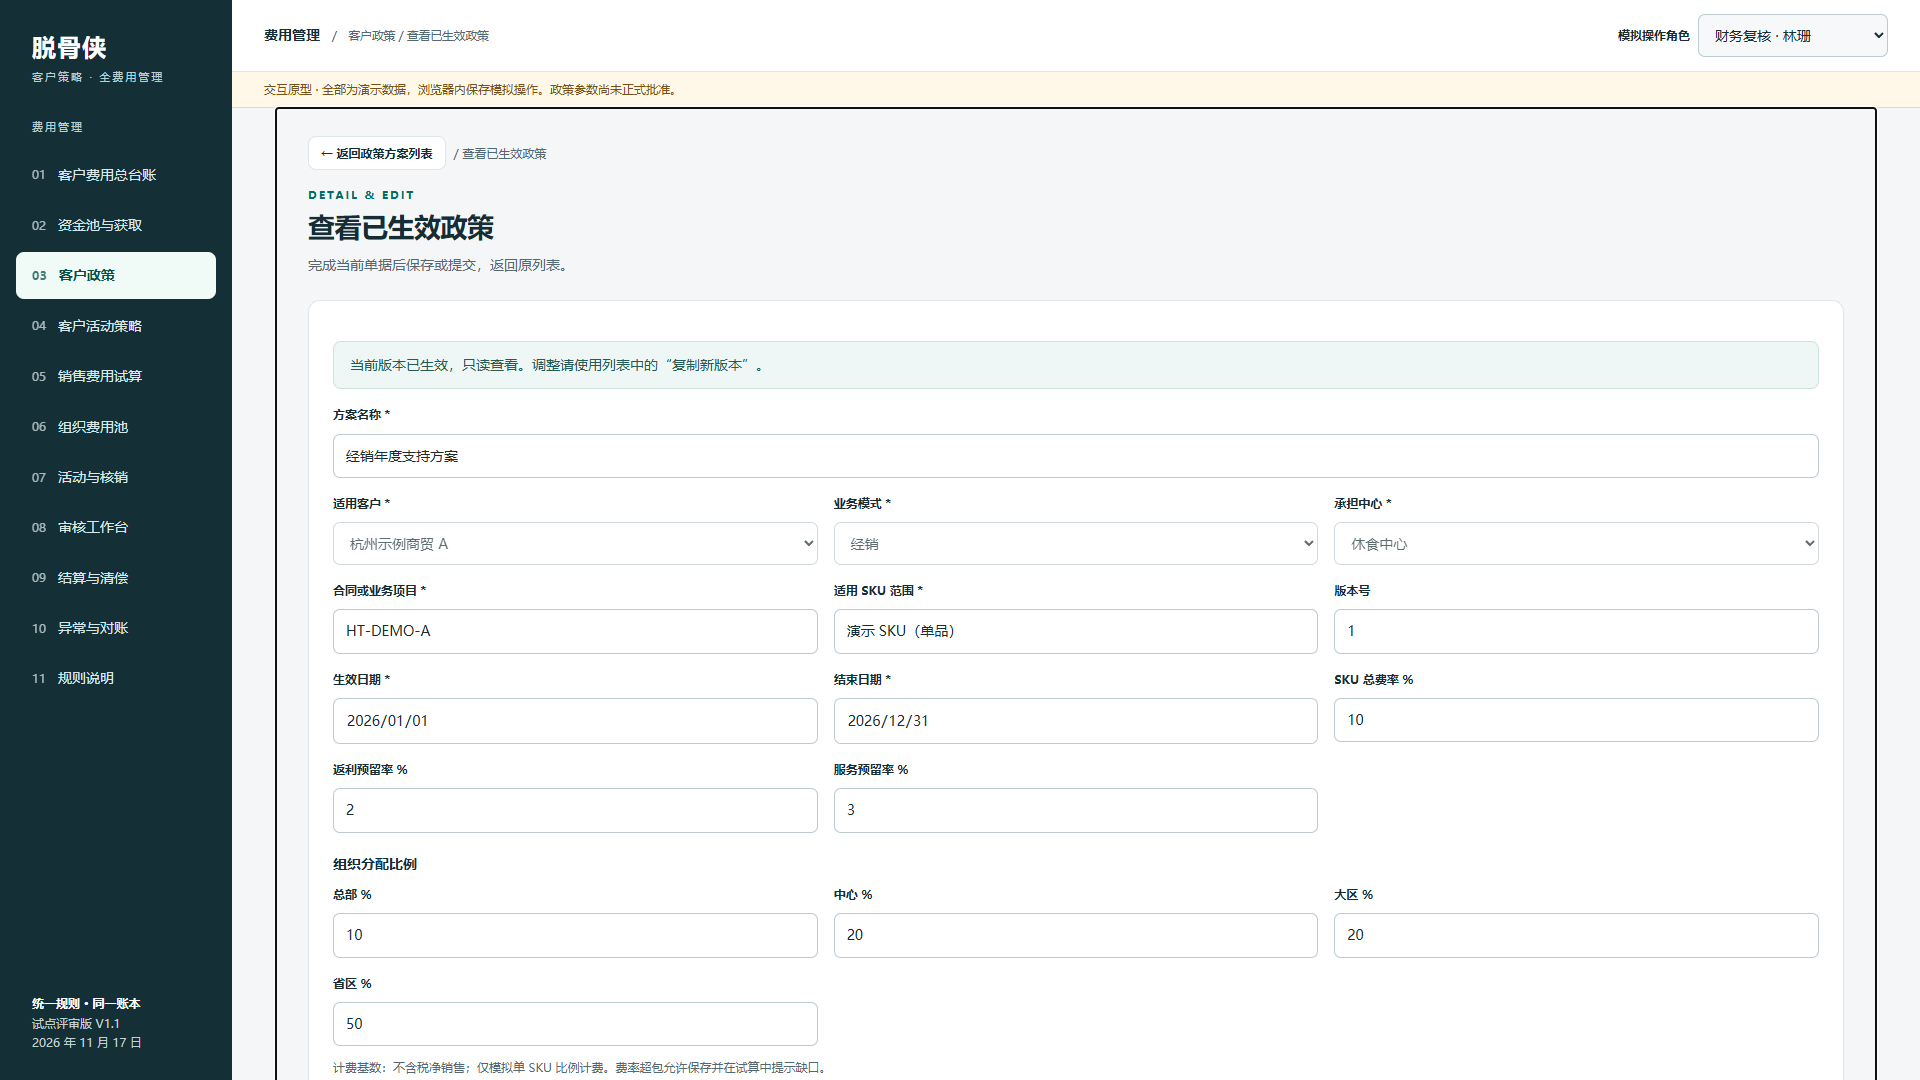 脱骨侠
客户策略 · 全费用管理
费用管理
01 客户费用总台账
02 资金池与获取
03 客户政策
04 客户活动策略
05 销售费用试算
06 组织费用池
07 活动与核销
08 审核工作台
09 结算与清偿
10 异常与对账
11 规则说明
统一规则 • 同一账本
试点评审版 V1.1
2026 年 11 月 17 日
费用管理 / 客户政策 / 查看已生效政策
模拟操作角色 财务复核 · 林珊
交互原型 · 全部为演示数据，浏览器内保存模拟操作。政策参数尚未正式批准。
← 返回政策方案列表 / 查看已生效政策
DETAIL & EDIT
查看已生效政策
完成当前单据后保存或提交，返回原列表。
当前版本已生效，只读查看。调整请使用列表中的“复制新版本”。
方案名称 *
经销年度支持方案
适用客户 * 业务模式 * 承担中心 *
杭州示例商贸 A 经销 休食中心
合同或业务项目 * 适用 SKU 范围 * 版本号
HT-DEMO-A 演示 SKU（单品） 1
生效日期 * 结束日期 * SKU 总费率 %
2026/01/01 2026/12/31 10
返利预留率 % 服务预留率 %
2 3
组织分配比例
总部 % 中心 % 大区 %
10 20 20
省区 %
50
计费基数：不含税净销售；仅模拟单 SKU 比例计费。费率超包允许保存并在试算中提示缺口。